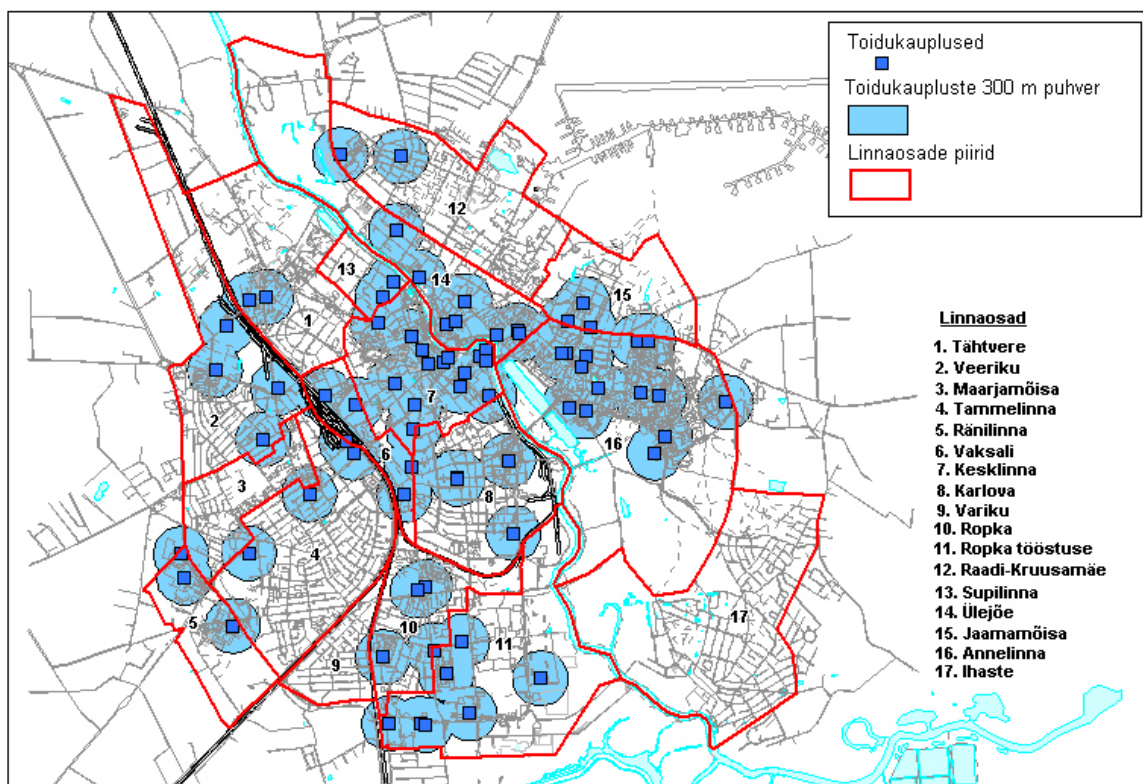 Toidukauplused
Toidukaupluste 300 m puhver
Linnaosade piirid
12
13
14
15
1
2
7
16
6
3
8
4
17
5
10
11
9
Linnaosad
1. Tähtvere
2. Veeriku
3. Maarjamõisa
4. Tammelinna
5. Ränilinna
6. Vaksali
7. Kesklinna
8. Karlova
9. Variku
10. Ropka
11. Ropka tööstuse
12. Raadi-Kruusamäe
13. Supilinna
14. Ülejõe
15. Jaamamõisa
16. Annelinna
17. Ihaste